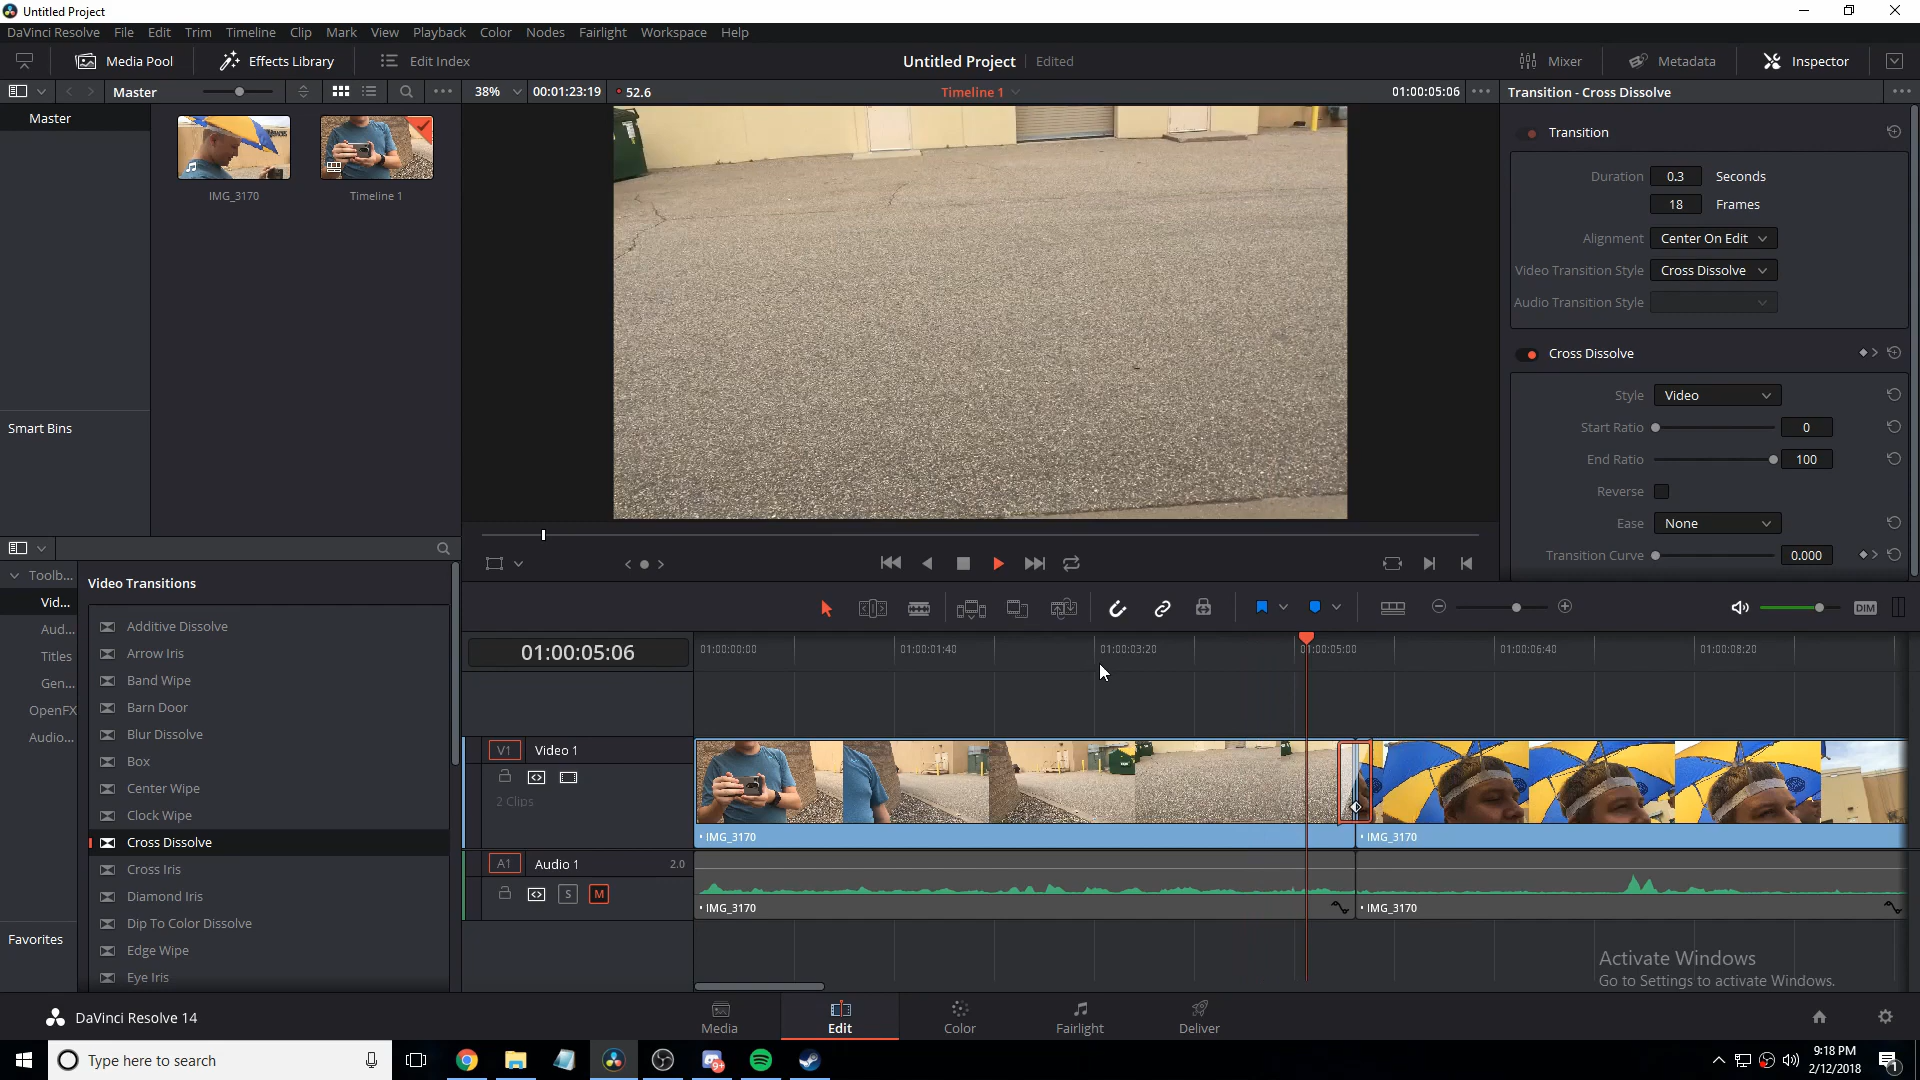 Untitled Project
DaVinci Resolve File Edit Trim Timeline Clip Mark View Playback Color Nodes Fairlight Workspace Help
Media Pool Effects Library Edit Index Untitled Project Edited Mixer Metadata Inspector
Master 38% 00:01:23:19 52.6 Timeline 1 01:00:05:06 Transition - Cross Dissolve
Master
IMG_3170 Timeline 1
Smart Bins
Transition
Duration 0.3 Seconds
18 Frames
Alignment Center On Edit
Video Transition Style Cross Dissolve
Audio Transition Style
Cross Dissolve
Style Video
Start Ratio 0
End Ratio 100
Reverse
Ease None
Transition Curve 0.000
Toolb...
Vid...
Aud...
Titles
Gen...
OpenFX
Audio...
Favorites
Video Transitions
Additive Dissolve
Arrow Iris
Band Wipe
Barn Door
Blur Dissolve
Box
Center Wipe
Clock Wipe
Cross Dissolve
Cross Iris
Diamond Iris
Dip To Color Dissolve
Edge Wipe
Eye Iris
DIM
01:00:05:06 01:00:00:00 01:00:01:40 01:00:03:20 01:00:05:00 01:00:06:40 01:00:08:20
V1 Video 1
2 Clips
• IMG_3170 • IMG_3170
A1 Audio 1 2.0
S M
• IMG_3170 • IMG_3170
Activate Windows
Go to Settings to activate Windows.
DaVinci Resolve 14
Media Edit Color Fairlight Deliver
Type here to search
9+
9:18 PM
2/12/2018
1